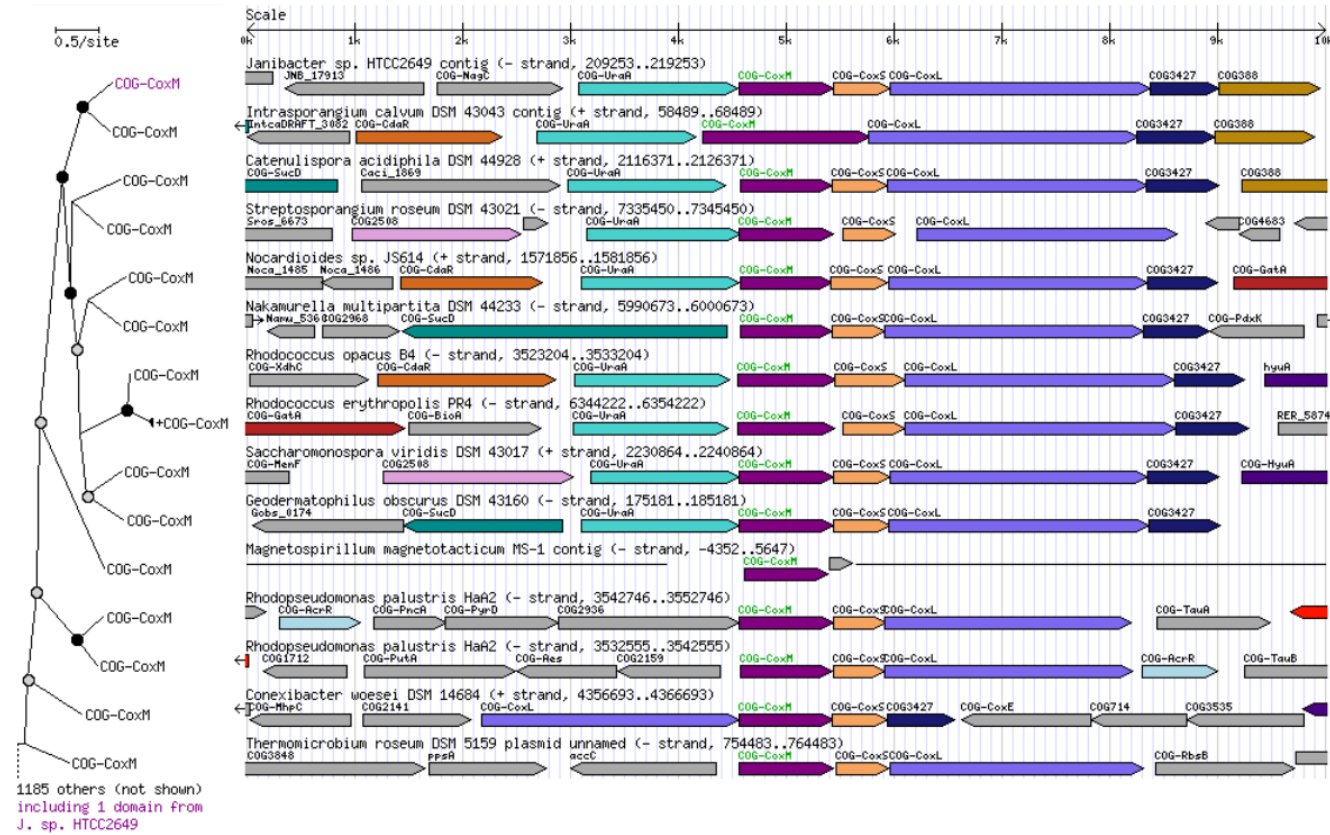 Scale
0.5/site
0k 1k 2k 3k 4k 5k 6k 7k 8k 9k 10k
Janibacter sp. HTCC2649 contig (- strand, 209253..219253)
COG-CoxM
JNB_17913 COG-NagC COG-UraA COG-CoxM COG-CoxS COG-CoxL COG3427 COG388
Intrasporangium calvum DSM 43043 contig (+ strand, 58489..68489)
COG-CoxM
IntcaDRAFT_3082 COG-CdaR COG-UraA COG-CoxM COG-CoxL COG3427 COG388
Catenulispora acidiphila DSM 44928 (+ strand, 2116371..2126371)
COG-CoxM
COG-SucD Caci_1869 COG-UraA COG-CoxM COG-CoxS COG-CoxL COG3427 COG388
Streptosporangium roseum DSM 43021 (- strand, 7335450..7345450)
COG-CoxM
Sros_6673 COG2508 COG-UraA COG-CoxM COG-CoxS COG-CoxL COG4683
Nocardioides sp. JS614 (+ strand, 1571856..1581856)
COG-CoxM
Noca_1485 Noca_1486 COG-CdaR COG-UraA COG-CoxM COG-CoxS COG-CoxL COG3427 COG-GatA
Nakamurella multipartita DSM 44233 (- strand, 5990673..6000673)
COG-CoxM
COG2968 COG-SucD COG-CoxM COG-CoxS COG-CoxL COG3427 COG-PdxK
Rhodococcus opacus B4 (- strand, 3523204..3533204)
COG-CoxM
COG-XdhC COG-CdaR COG-UraA COG-CoxM COG-CoxS COG-CoxL COG3427 hyuA
Rhodococcus erythropolis PR4 (- strand, 6344222..6354222)
+COG-CoxM
COG-GatA COG-BioA COG-UraA COG-CoxM COG-CoxS COG-CoxL COG3427 RER_5874
Saccharomonospora viridis DSM 43017 (+ strand, 2230864..2240864)
COG-CoxM
COG-MenF COG2508 COG-UraA COG-CoxM COG-CoxS COG-CoxL COG3427 COG-HyuA
Geodermatophilus obscurus DSM 43160 (- strand, 175181..185181)
COG-CoxM
Gobs_0174 COG-SucD COG-UraA COG-CoxM COG-CoxS COG-CoxL COG3427
Magnetospirillum magnetotacticum MS-1 contig (- strand, -4352..5647)
COG-CoxM
COG-CoxM
Rhodopseudomonas palustris HaA2 (- strand, 3542746..3552746)
COG-CoxM
COG-AcrR COG-PncA COG-PyrD COG2936 COG-CoxM COG-CoxS COG-CoxL COG-TauA
Rhodopseudomonas palustris HaA2 (- strand, 3532555..3542555)
COG-CoxM
COG1712 COG-PutA COG-Aes COG2159 COG-CoxM COG-CoxS COG-CoxL COG-AcrR COG-TauB
Conexibacter woesei DSM 14684 (+ strand, 4356693..4366693)
COG-CoxM
COG-MhpC COG2141 COG-CoxL COG-CoxM COG-CoxS COG3427 COG-CoxE COG714 COG3535
Thermomicrobium roseum DSM 5159 plasmid unnamed (- strand, 754483..764483)
COG-CoxM
COG3848 ppsA accC COG-CoxM COG-CoxS COG-CoxL COG-RbsB
1185 others (not shown)
including 1 domain from
J. sp. HTCC2649